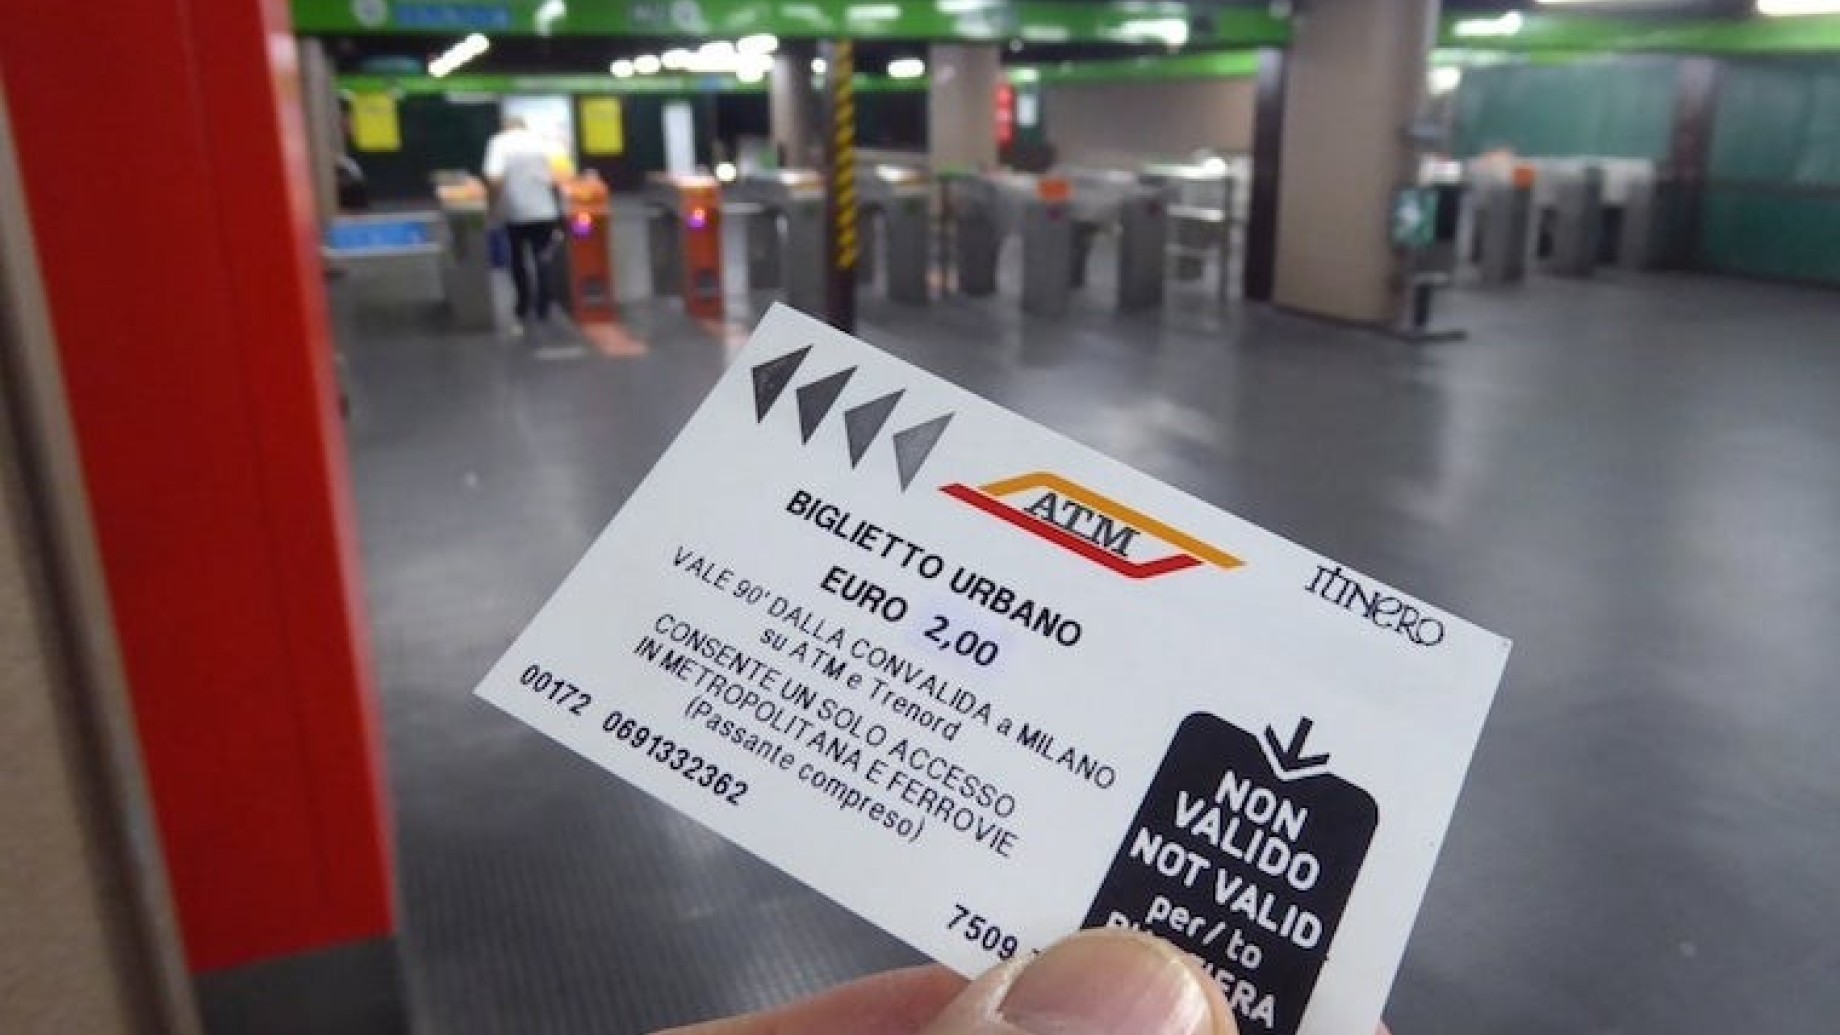 ATM
ITINERO
BIGLIETTO URBANO
EURO 2,00
VALE 90' DALLA CONVALIDA a MILANO
su ATM e Trenord
CONSENTE UN SOLO ACCESSO
IN METROPOLITANA E FERROVIE
(Passante compreso)
00172 0691332362
7509
NON
VALIDO
NOT VALID
per/to